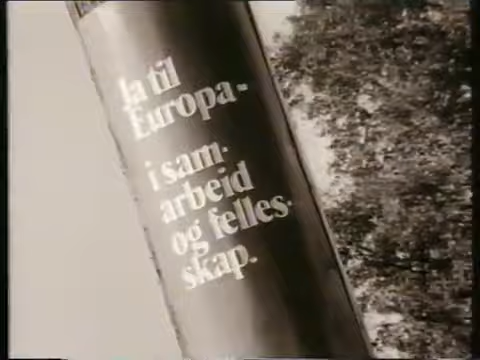 Ja til
Europa-
i sam-
arbeid
og felles-
skap.